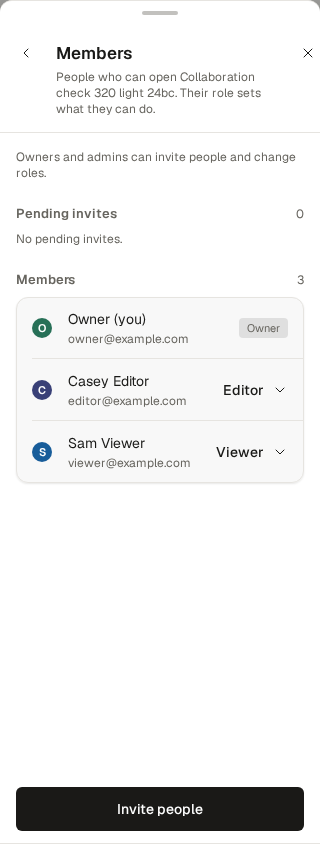 Members
People who can open Collaboration
check 320 light 24bc. Their role sets
what they can do.
Owners and admins can invite people and change
roles.
Pending invites 0
No pending invites.
Members 3
O Owner (you) Owner
owner@example.com
C Casey Editor Editor
editor@example.com
S Sam Viewer Viewer
viewer@example.com
Invite people